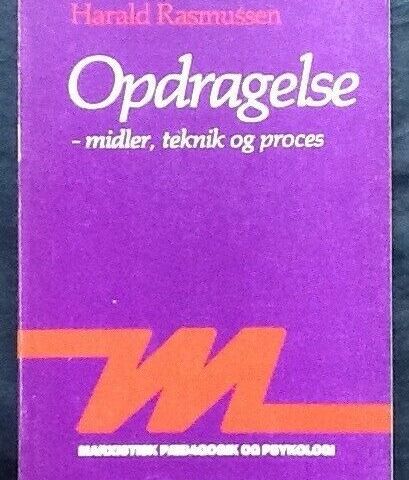 Harald Rasmussen
Opdragelse
- midler, teknik og proces
M
MARXISTISK PÆDAGOGIK OG PSYKOLOGI